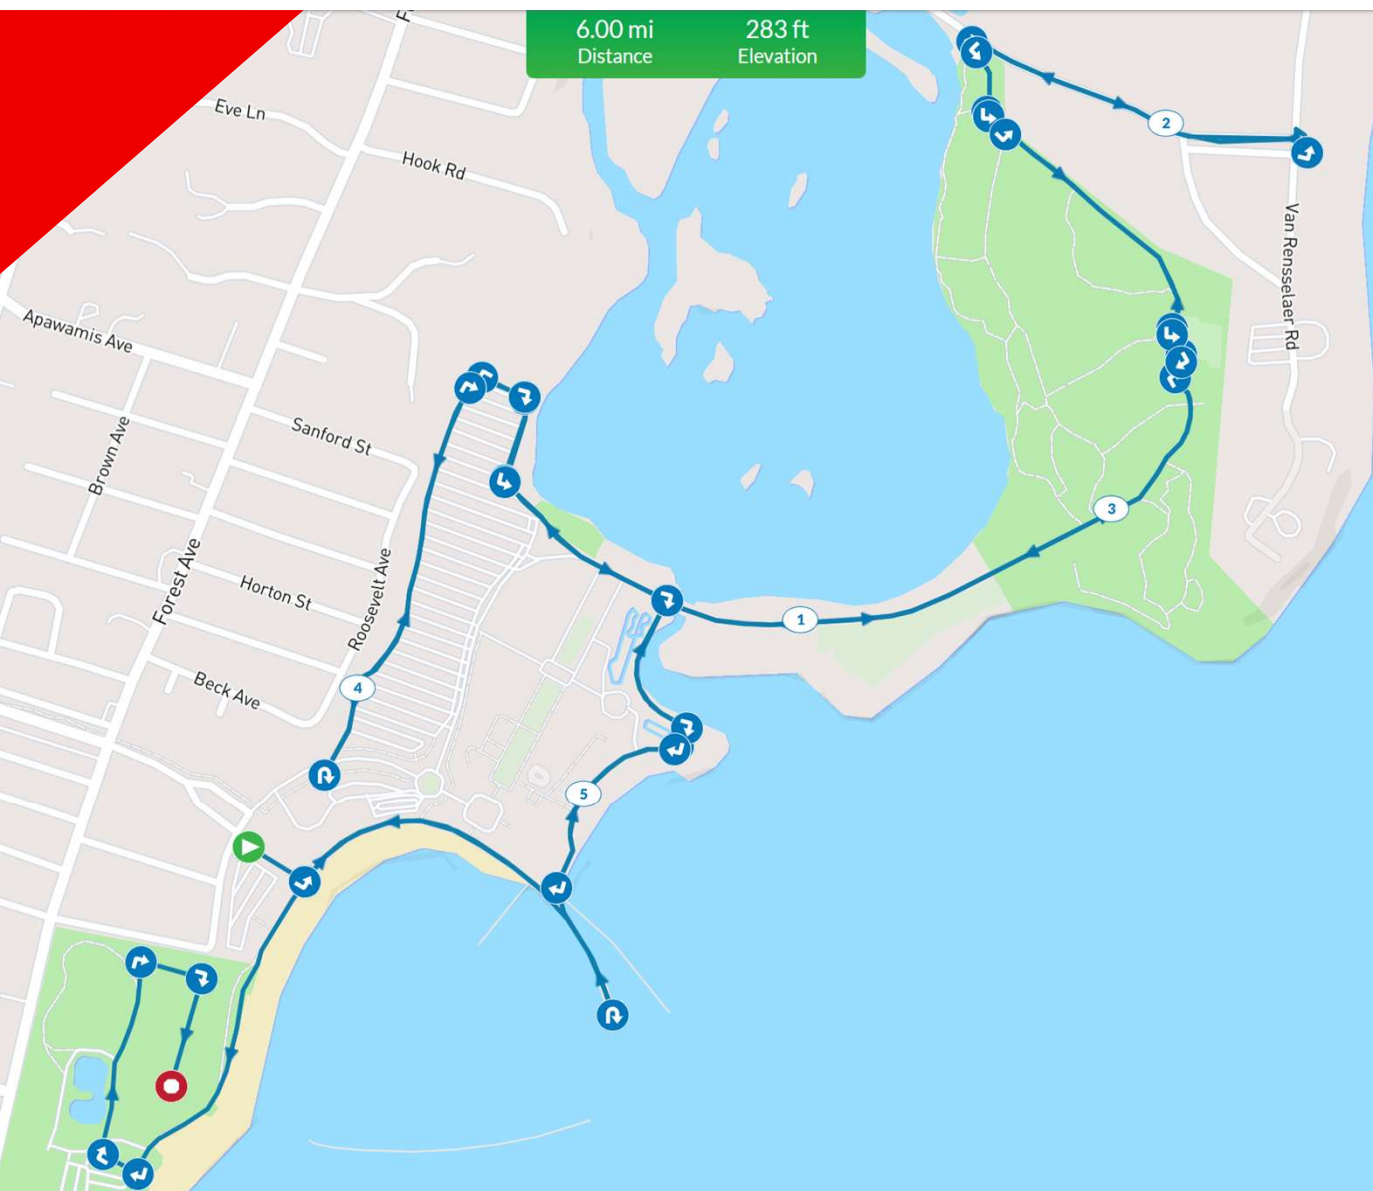 6.00 mi
Distance
283 ft
Elevation
Eve Ln
Hook Rd
2
Van Rensselaer Rd
Apawamis Ave
Brown Ave
Sanford St
3
Forest Ave
Horton St
Roosevelt Ave
1
Beck Ave
4
5